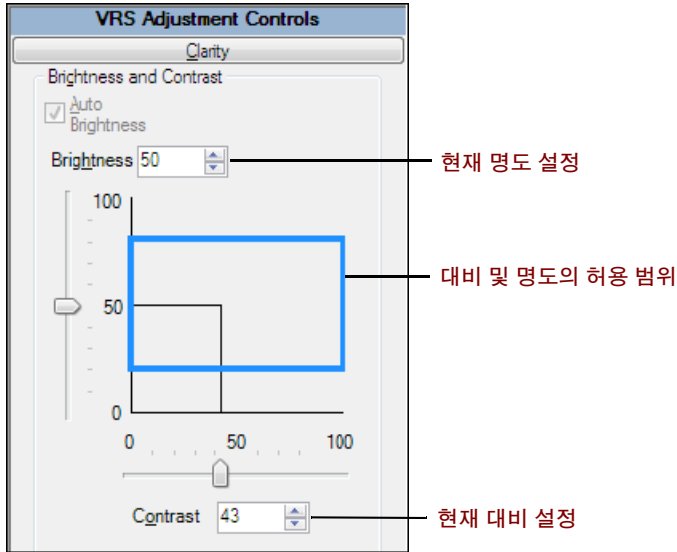 VRS Adjustment Controls
Clarity
Brightness and Contrast
Auto
Brightness
Brightness 50
현재 명도 설정
100
대비 및 명도의 허용 범위
50
0
0 50 100
Contrast 43
현재 대비 설정